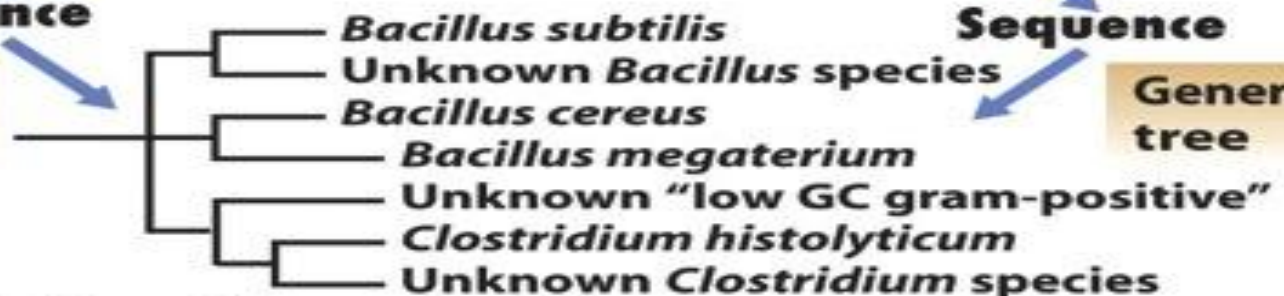 nce
Sequence
Bacillus subtilis
Unknown Bacillus species
Bacillus cereus
Bacillus megaterium
Unknown “low GC gram-positive”
Clostridium histolyticum
Unknown Clostridium species
Gener
tree